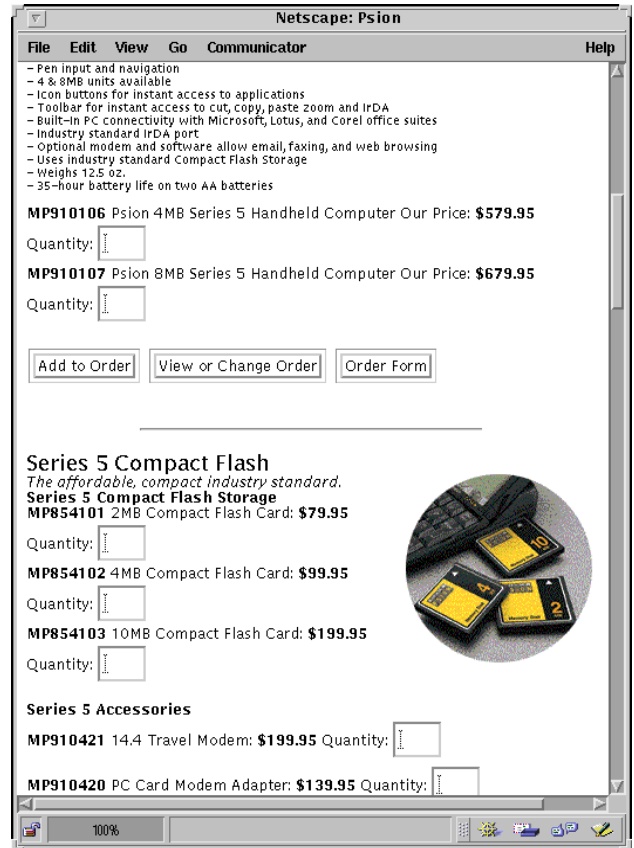 Netscape: Psion
File Edit View Go Communicator Help
– Pen input and navigation
– 4 & 8MB units available
– Icon buttons for instant access to applications
– Toolbar for instant access to cut, copy, paste zoom and IrDA
– Built–in PC connectivity with Microsoft, Lotus, and Corel office suites
– Industry standard IrDA port
– Optional modem and software allow email, faxing, and web browsing
– Uses industry standard Compact Flash Storage
– Weighs 12.5 oz.
– 35–hour battery life on two AA batteries
MP910106 Psion 4MB Series 5 Handheld Computer Our Price: $579.95
Quantity:
MP910107 Psion 8MB Series 5 Handheld Computer Our Price: $679.95
Quantity:
Add to Order View or Change Order Order Form
Series 5 Compact Flash
The affordable, compact industry standard.
Series 5 Compact Flash Storage
MP854101 2MB Compact Flash Card: $79.95
Quantity:
MP854102 4MB Compact Flash Card: $99.95
Quantity:
MP854103 10MB Compact Flash Card: $199.95
Quantity:
10
4
2
Memory Disk
Memory Disk
Series 5 Accessories
MP910421 14.4 Travel Modem: $199.95 Quantity:
MP910420 PC Card Modem Adapter: $139.95 Quantity:
100%